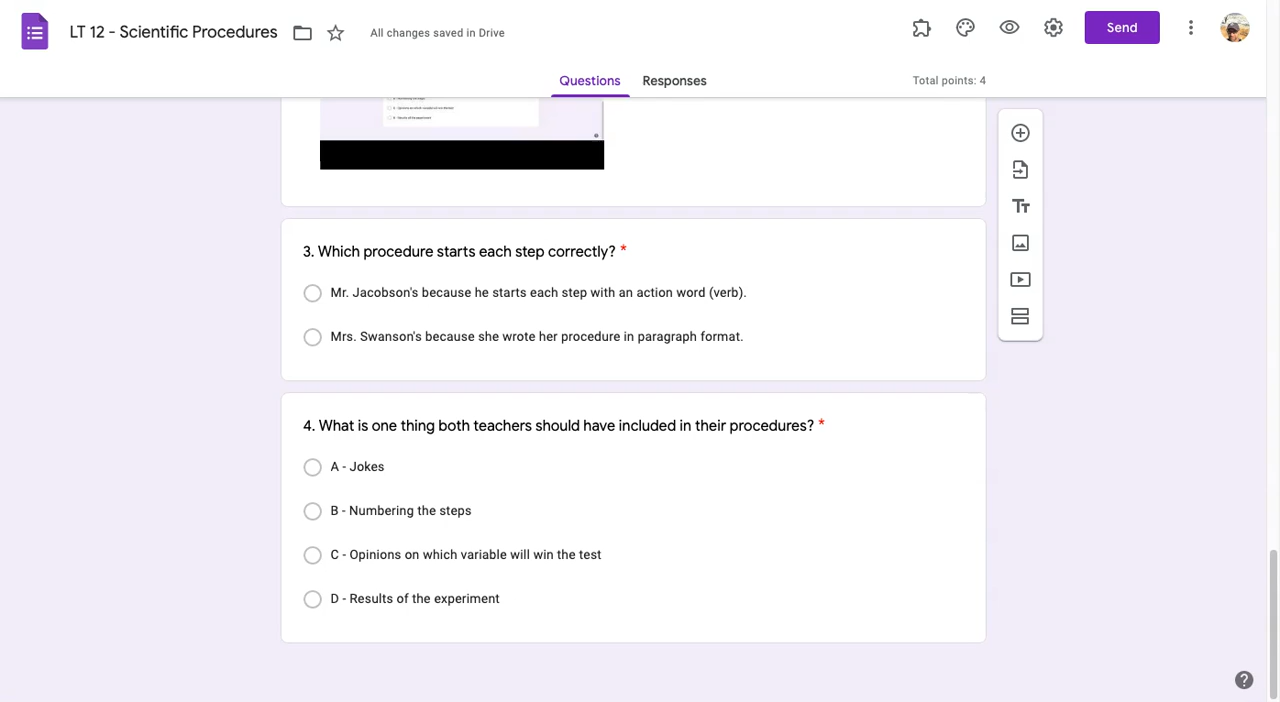 LT 12 - Scientific Procedures
All changes saved in Drive
Send
Questions
Responses
Total points: 4
3. Which procedure starts each step correctly? *
Mr. Jacobson's because he starts each step with an action word (verb).
Mrs. Swanson's because she wrote her procedure in paragraph format.
4. What is one thing both teachers should have included in their procedures? *
A - Jokes
B - Numbering the steps
C - Opinions on which variable will win the test
D - Results of the experiment